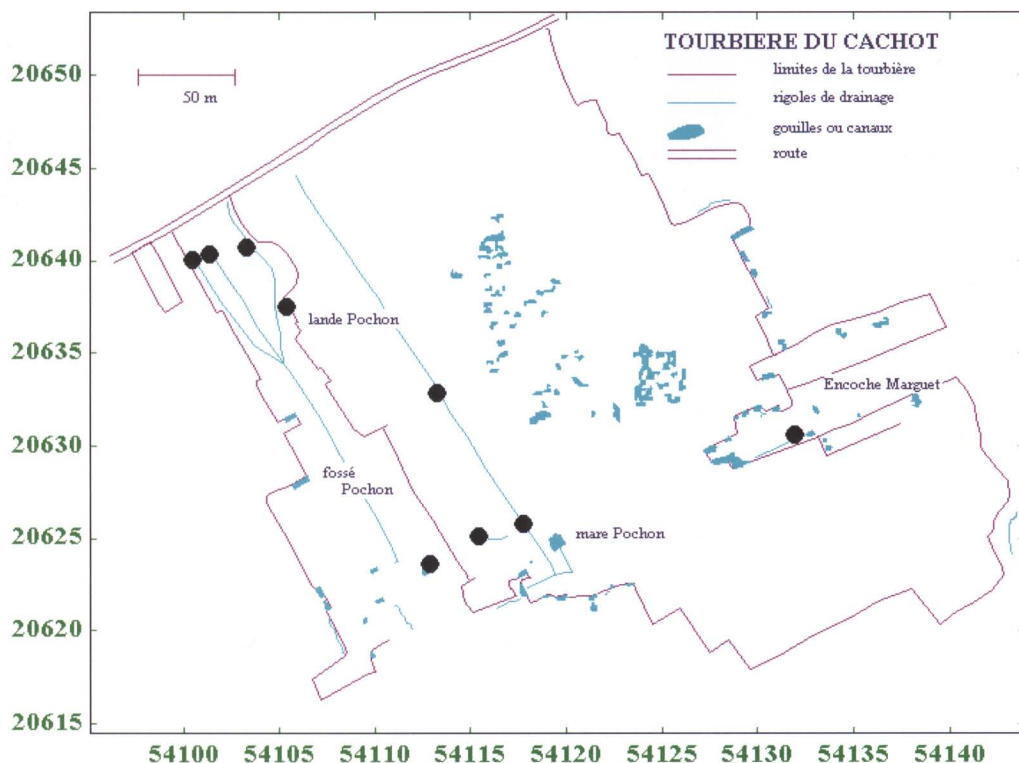 TOURBIERE DU CACHOT
limites de la tourbière
rigoles de drainage
gouilles ou canaux
route
50 m
20650
20645
20640
20635
20630
20625
20620
20615
lande Pochon
Encoche Marguet
fossé
Pochon
mare Pochon
54100 54105 54110 54115 54120 54125 54132 54135 54140